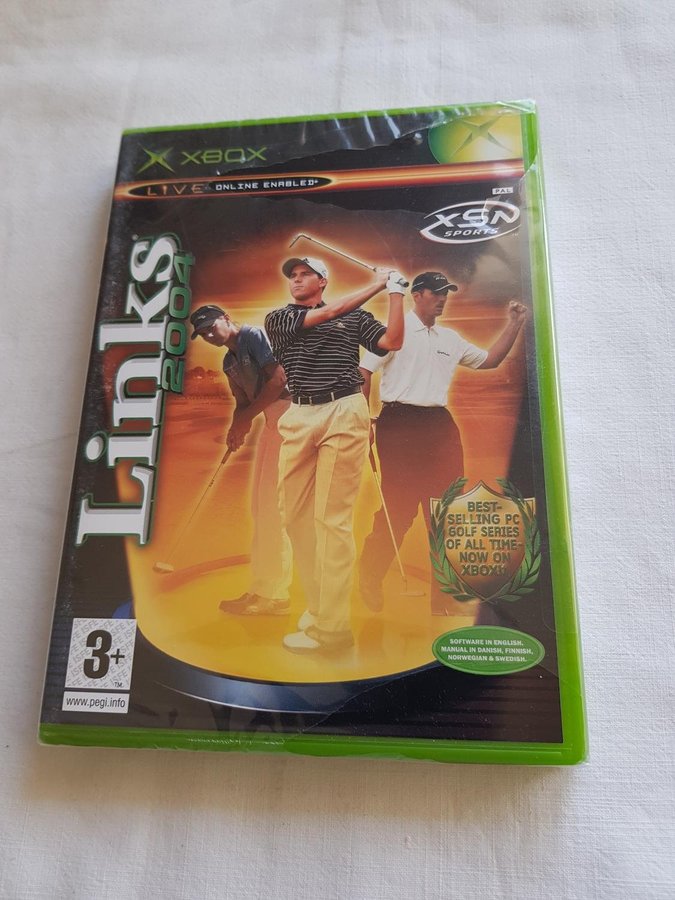 XBOX
LIVE ONLINE ENABLED
PAL
XSN
SPORTS
Links
2004
BEST-
SELLING PC
GOLF SERIES
OF ALL TIME-
NOW ON
XBOX!
SOFTWARE IN ENGLISH.
MANUAL IN DANISH, FINNISH,
NORWEGIAN & SWEDISH.
3+
TM
www.pegi.info